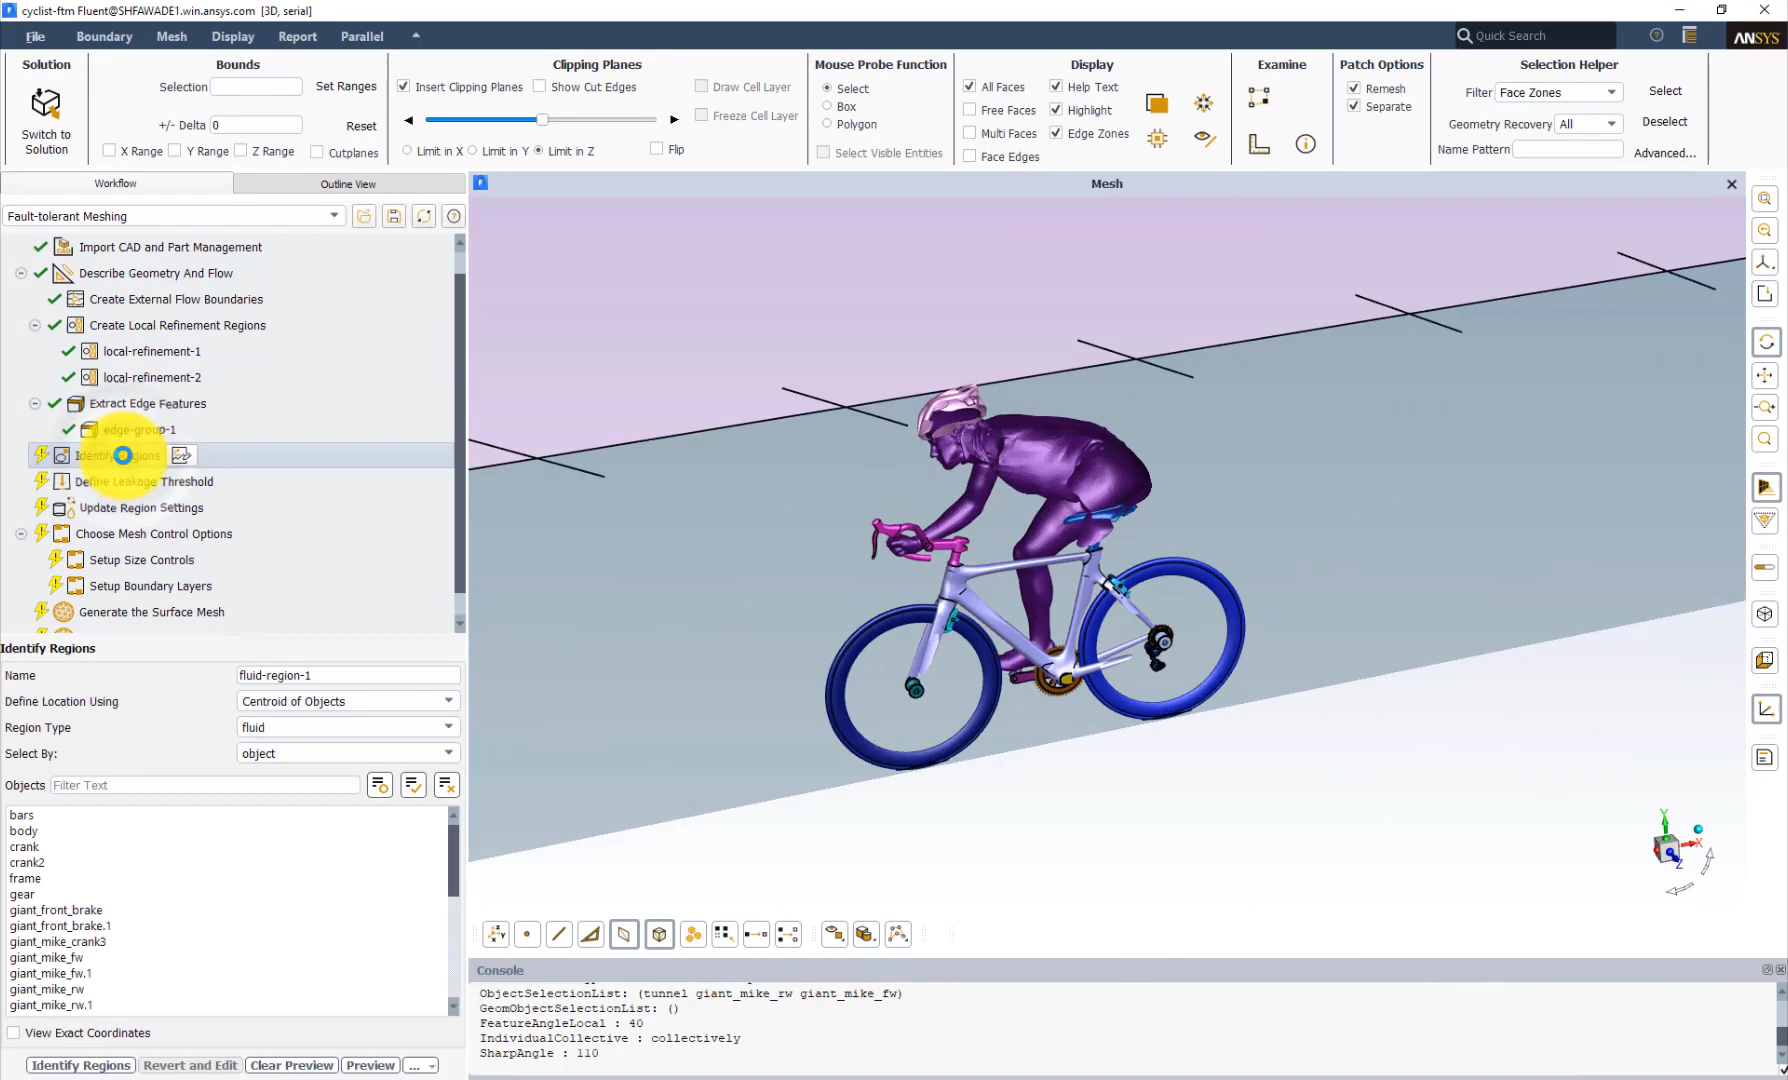 cyclist-ftm Fluent@SHFAWADE1.win.ansys.com [3D, serial]
File Boundary Mesh Display Report Parallel
Quick Search
ANSYS
Solution
Switch to
Solution
Bounds
Selection
Set Ranges
+/- Delta 0
Reset
X Range Y Range Z Range Cutplanes
Clipping Planes
Insert Clipping Planes Show Cut Edges
Limit in X Limit in Y Limit in Z Flip
Draw Cell Layer
Freeze Cell Layer
Mouse Probe Function
Select
Box
Polygon
Select Visible Entities
Display
All Faces Help Text
Free Faces Highlight
Multi Faces Edge Zones
Face Edges
Examine
Patch Options
Remesh
Separate
Selection Helper
Filter Face Zones Select
Geometry Recovery All Deselect
Name Pattern Advanced...
Workflow Outline View
Fault-tolerant Meshing
Import CAD and Part Management
Describe Geometry And Flow
Create External Flow Boundaries
Create Local Refinement Regions
local-refinement-1
local-refinement-2
Extract Edge Features
edge-group-1
Identify Regions
Define Leakage Threshold
Update Region Settings
Choose Mesh Control Options
Setup Size Controls
Setup Boundary Layers
Generate the Surface Mesh
Identify Regions
Name fluid-region-1
Define Location Using Centroid of Objects
Region Type fluid
Select By: object
Objects Filter Text
bars
body
crank
crank2
frame
gear
giant_front_brake
giant_front_brake.1
giant_mike_crank3
giant_mike_fw
giant_mike_fw.1
giant_mike_rw
giant_mike_rw.1
View Exact Coordinates
Identify Regions Revert and Edit Clear Preview Preview ...
Mesh
Y
X
Z
Console
ObjectSelectionList: (tunnel giant_mike_rw giant_mike_fw)
GeomObjectSelectionList: ()
FeatureAngleLocal : 40
IndividualCollective : collectively
SharpAngle : 110